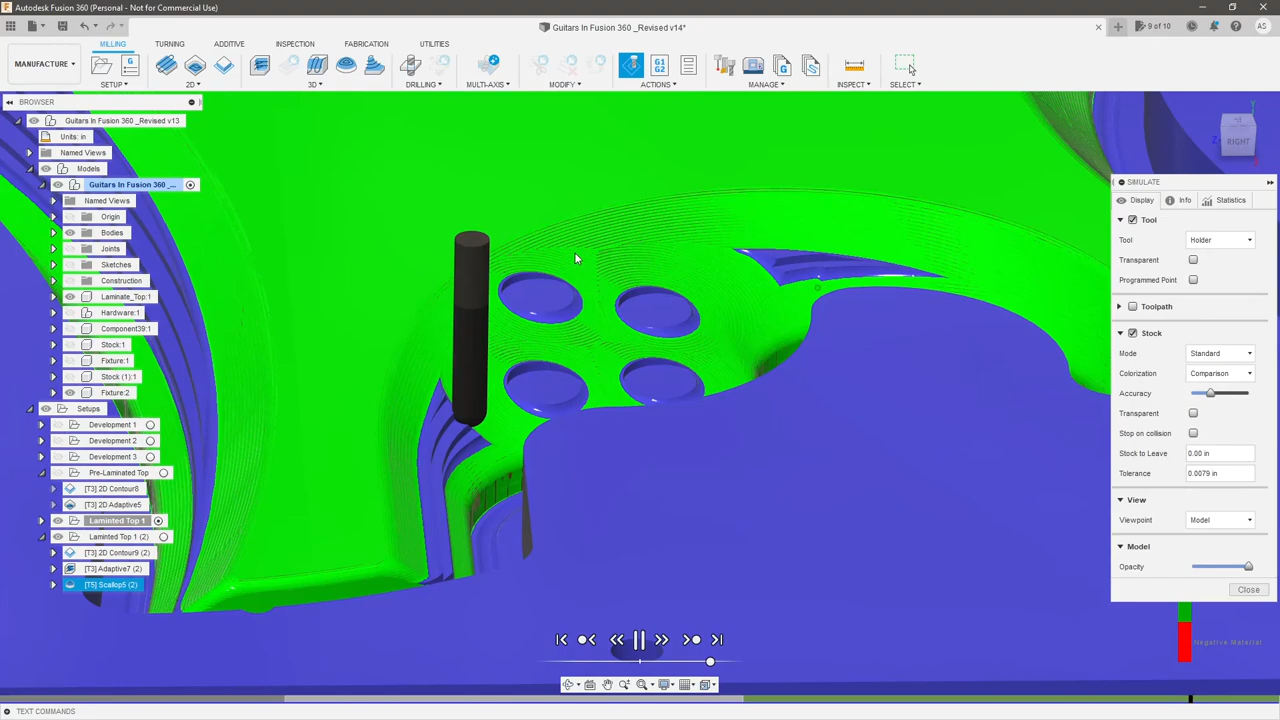 Autodesk Fusion 360 (Personal - Not for Commercial Use)
Guitars In Fusion 360 _Revised v14*
9 of 10
AS
MANUFACTURE
MILLING
TURNING
ADDITIVE
INSPECTION
FABRICATION
UTILITIES
G1
G2
SETUP
2D
3D
DRILLING
MULTI-AXIS
MODIFY
ACTIONS
MANAGE
INSPECT
SELECT
BROWSER
Guitars In Fusion 360 _Revised v13
Units: in
Named Views
Models
Guitars In Fusion 360 _...
Named Views
Origin
Bodies
Joints
Sketches
Construction
Laminate_Top:1
Hardware:1
Component39:1
Stock:1
Fixture:1
Stock (1):1
Fixture:2
Setups
Development 1
Development 2
Development 3
Pre-Laminated Top
[T3] 2D Contour8
[T3] 2D Adaptive5
Laminted Top 1
Laminted Top 1 (2)
[T3] 2D Contour9 (2)
[T3] Adaptive7 (2)
[T5] Scallop5 (2)
RIGHT
SIMULATE
Display
Info
Statistics
Tool
Tool
Holder
Transparent
Programmed Point
Toolpath
Stock
Mode
Standard
Colorization
Comparison
Accuracy
Transparent
Stop on collision
Stock to Leave
0.00 in
Tolerance
0.0079 in
View
Viewpoint
Model
Model
Opacity
Close
Negative Material
TEXT COMMANDS